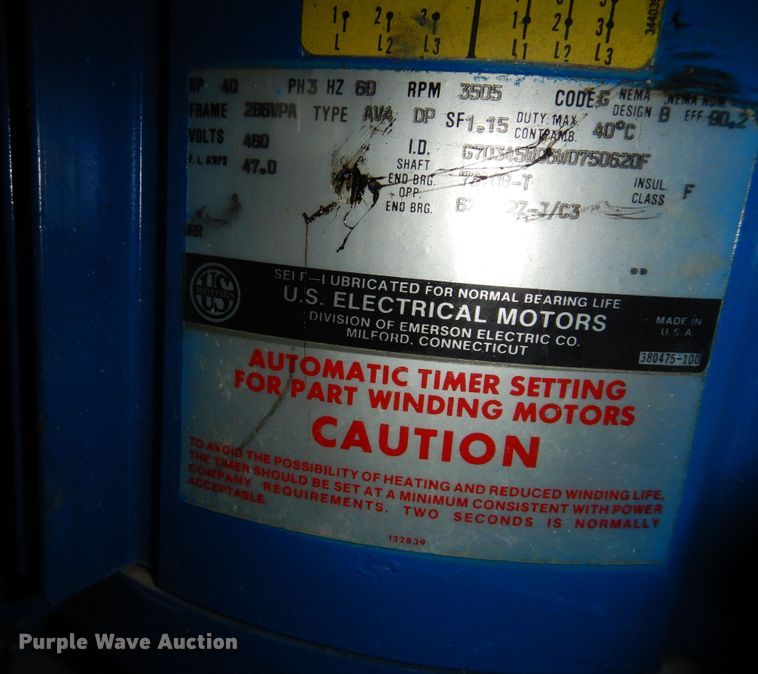 1 2 3 1 2 3
L L2 L3 L1 L2 L3
344039
HP 40 PH 3 HZ 60 RPM 3505 CODE G NEMA DESIGN B NEMA NOM. EFF 90.2
FRAME 286VPA TYPE AV4 DP SF 1.15 DUTY MAX. CONT AMB. 40°C
VOLTS 460 I.D.
F.L. AMPS 47.0 SHAFT END BRG. INSUL. CLASS F
OPP. END BRG.
US
SELF-LUBRICATED FOR NORMAL BEARING LIFE
U.S. ELECTRICAL MOTORS
DIVISION OF EMERSON ELECTRIC CO.
MILFORD, CONNECTICUT
MADE IN U.S.A.
380475-100
AUTOMATIC TIMER SETTING
FOR PART WINDING MOTORS
CAUTION
TO AVOID THE POSSIBILITY OF HEATING AND REDUCED WINDING LIFE,
THE TIMER SHOULD BE SET AT A MINIMUM CONSISTENT WITH POWER
COMPANY REQUIREMENTS. TWO SECONDS IS NORMALLY
ACCEPTABLE.
132839
Purple Wave Auction